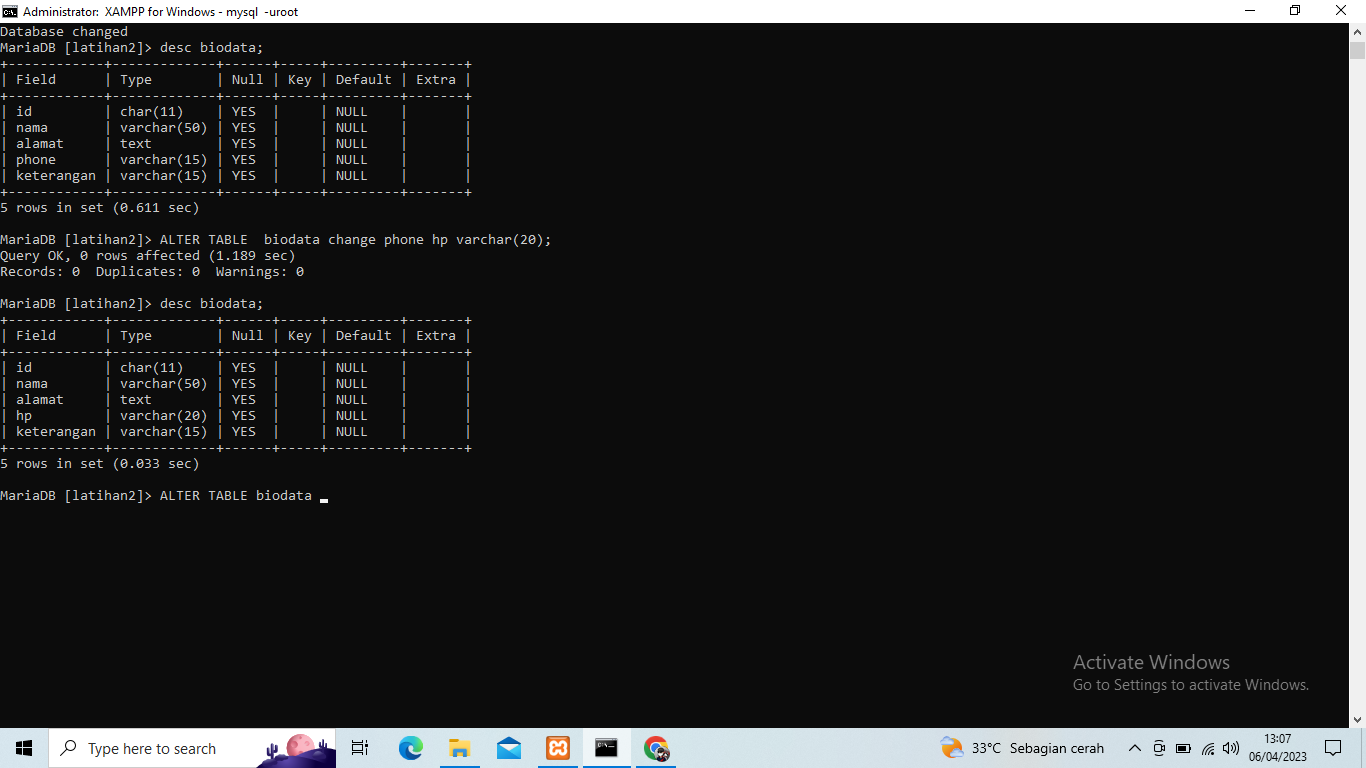 Administrator: XAMPP for Windows - mysql -uroot
Database changed
MariaDB [latihan2]> desc biodata;
+------------+-------------+------+-----+---------+-------+
| Field      | Type        | Null | Key | Default | Extra |
+------------+-------------+------+-----+---------+-------+
| id         | char(11)    | YES  |     | NULL    |       |
| nama       | varchar(50) | YES  |     | NULL    |       |
| alamat     | text        | YES  |     | NULL    |       |
| phone      | varchar(15) | YES  |     | NULL    |       |
| keterangan | varchar(15) | YES  |     | NULL    |       |
+------------+-------------+------+-----+---------+-------+
5 rows in set (0.611 sec)
MariaDB [latihan2]> ALTER TABLE  biodata change phone hp varchar(20);
Query OK, 0 rows affected (1.189 sec)
Records: 0  Duplicates: 0  Warnings: 0
MariaDB [latihan2]> desc biodata;
+------------+-------------+------+-----+---------+-------+
| Field      | Type        | Null | Key | Default | Extra |
+------------+-------------+------+-----+---------+-------+
| id         | char(11)    | YES  |     | NULL    |       |
| nama       | varchar(50) | YES  |     | NULL    |       |
| alamat     | text        | YES  |     | NULL    |       |
| hp         | varchar(20) | YES  |     | NULL    |       |
| keterangan | varchar(15) | YES  |     | NULL    |       |
+------------+-------------+------+-----+---------+-------+
5 rows in set (0.033 sec)
MariaDB [latihan2]> ALTER TABLE biodata _
Activate Windows
Go to Settings to activate Windows.
Type here to search
33°C Sebagian cerah
13:07
06/04/2023